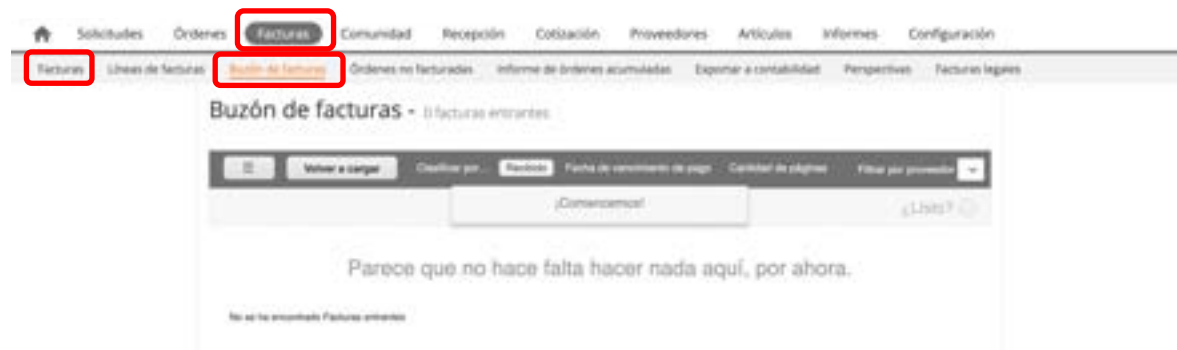 Solicitudes Órdenes Facturas Comunidad Recepción Cotización Proveedores Artículos Informes Configuración
Facturas Líneas de facturas Buzón de facturas Órdenes no facturadas Informe de órdenes acumuladas Exportar a contabilidad Perspectivas Facturas legales
Buzón de facturas - 0 facturas entrantes
Volver a cargar Clasificar por... Recibido Fecha de vencimiento de pago Cantidad de páginas Filtrar por proveedor
¡Comencemos!
¿Listo?
Parece que no hace falta hacer nada aquí, por ahora.
No se ha encontrado Facturas entrantes